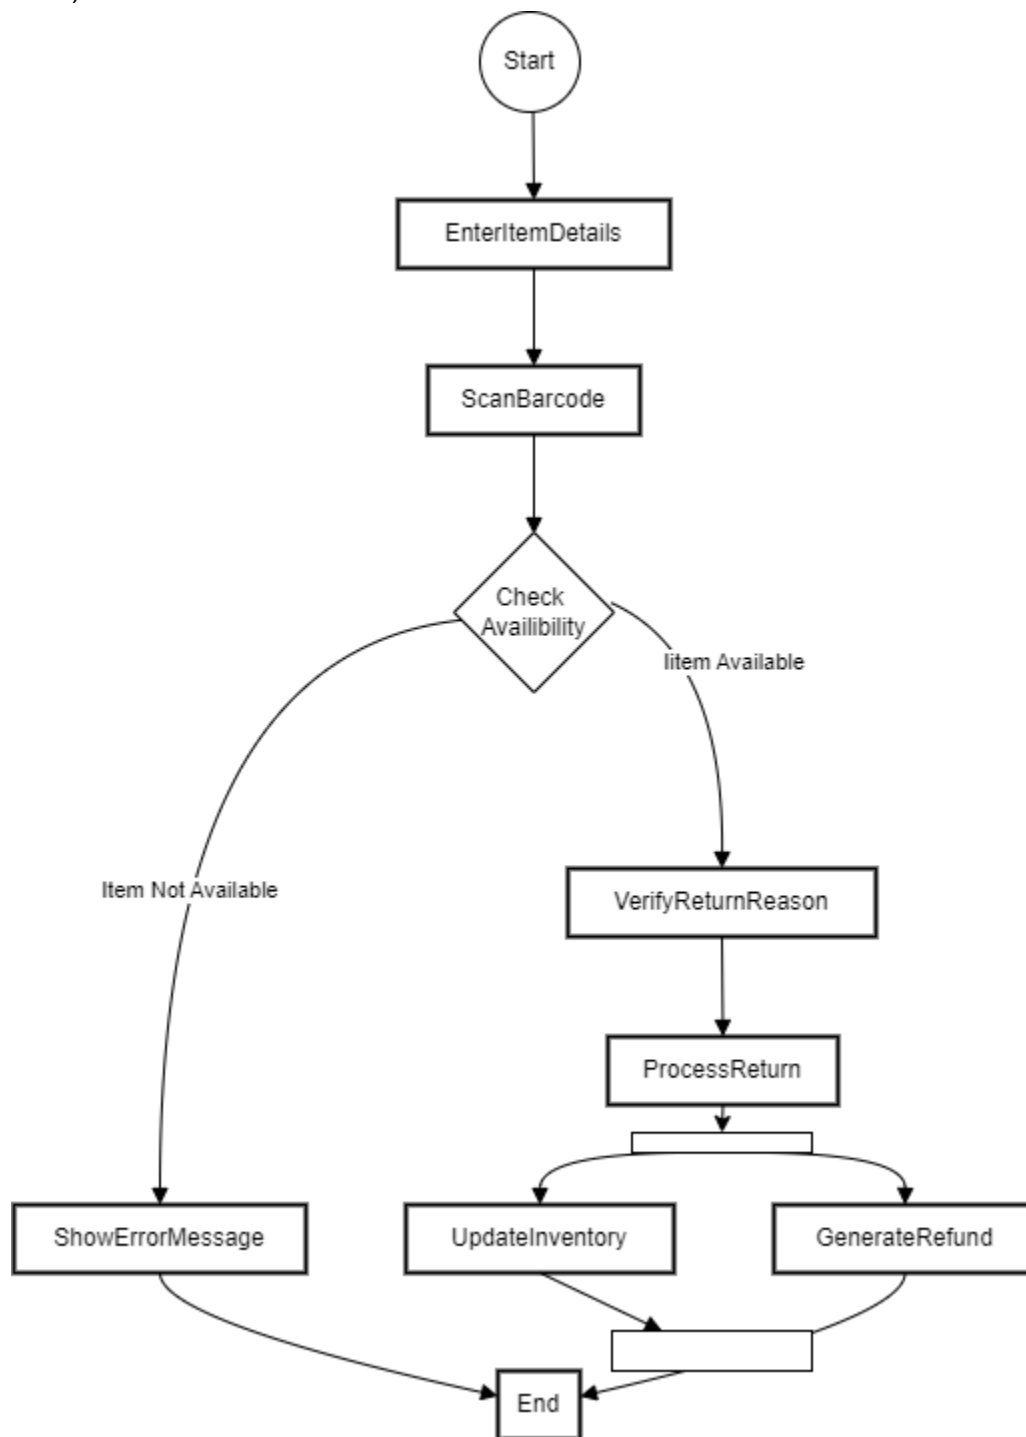 Start
EnterItemDetails
ScanBarcode
Check
Availibility
Iitem Available
Item Not Available
VerifyReturnReason
ProcessReturn
ShowErrorMessage
UpdateInventory
GenerateRefund
End